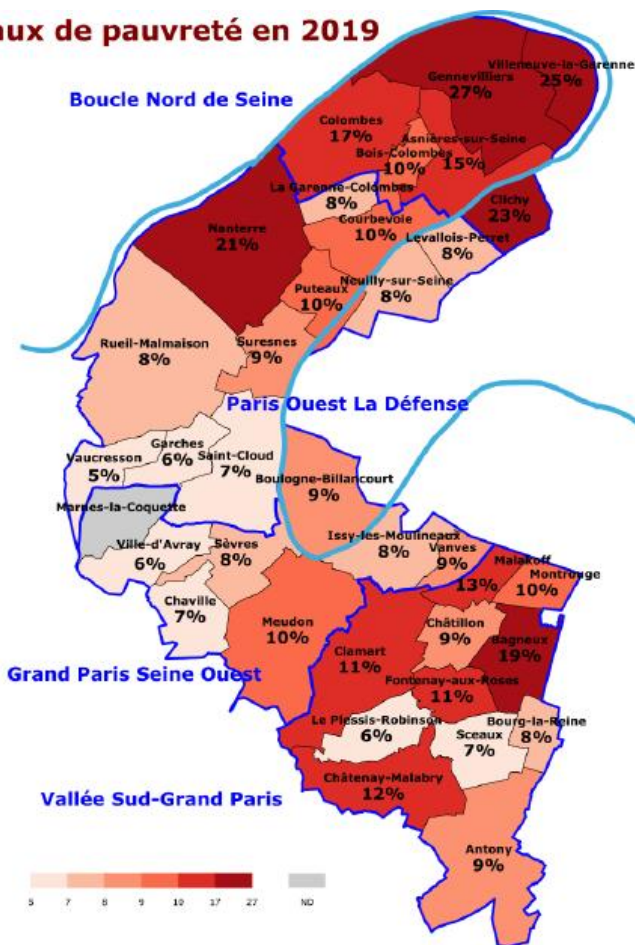 aux de pauvreté en 2019
Villeneuve-la-Garenne
25%
Gennevilliers
27%
Boucle Nord de Seine
Colombes
17%
Asnières-sur-Seine
15%
Bois-Colombes
10%
La Garenne-Colombes
8%
Clichy
23%
Courbevoie
10%
Nanterre
21%
Levallois-Perret
8%
Neuilly-sur-Seine
8%
Puteaux
10%
Rueil-Malmaison
8%
Suresnes
9%
Paris Ouest La Défense
Garches
6%
Vaucresson
5%
Saint-Cloud
7%
Boulogne-Billancourt
9%
Marnes-la-Coquette
Issy-les-Moulineaux
8%
Ville-d'Avray
6%
Sèvres
8%
Vanves
9%
Malakoff
13%
Montrouge
10%
Chaville
7%
Meudon
10%
Châtillon
9%
Bagneux
19%
Clamart
11%
Grand Paris Seine Ouest
Fontenay-aux-Roses
11%
Le Plessis-Robinson
6%
Bourg-la-Reine
8%
Sceaux
7%
Châtenay-Malabry
12%
Vallée Sud-Grand Paris
Antony
9%
5 7 8 9 10 17 27 ND